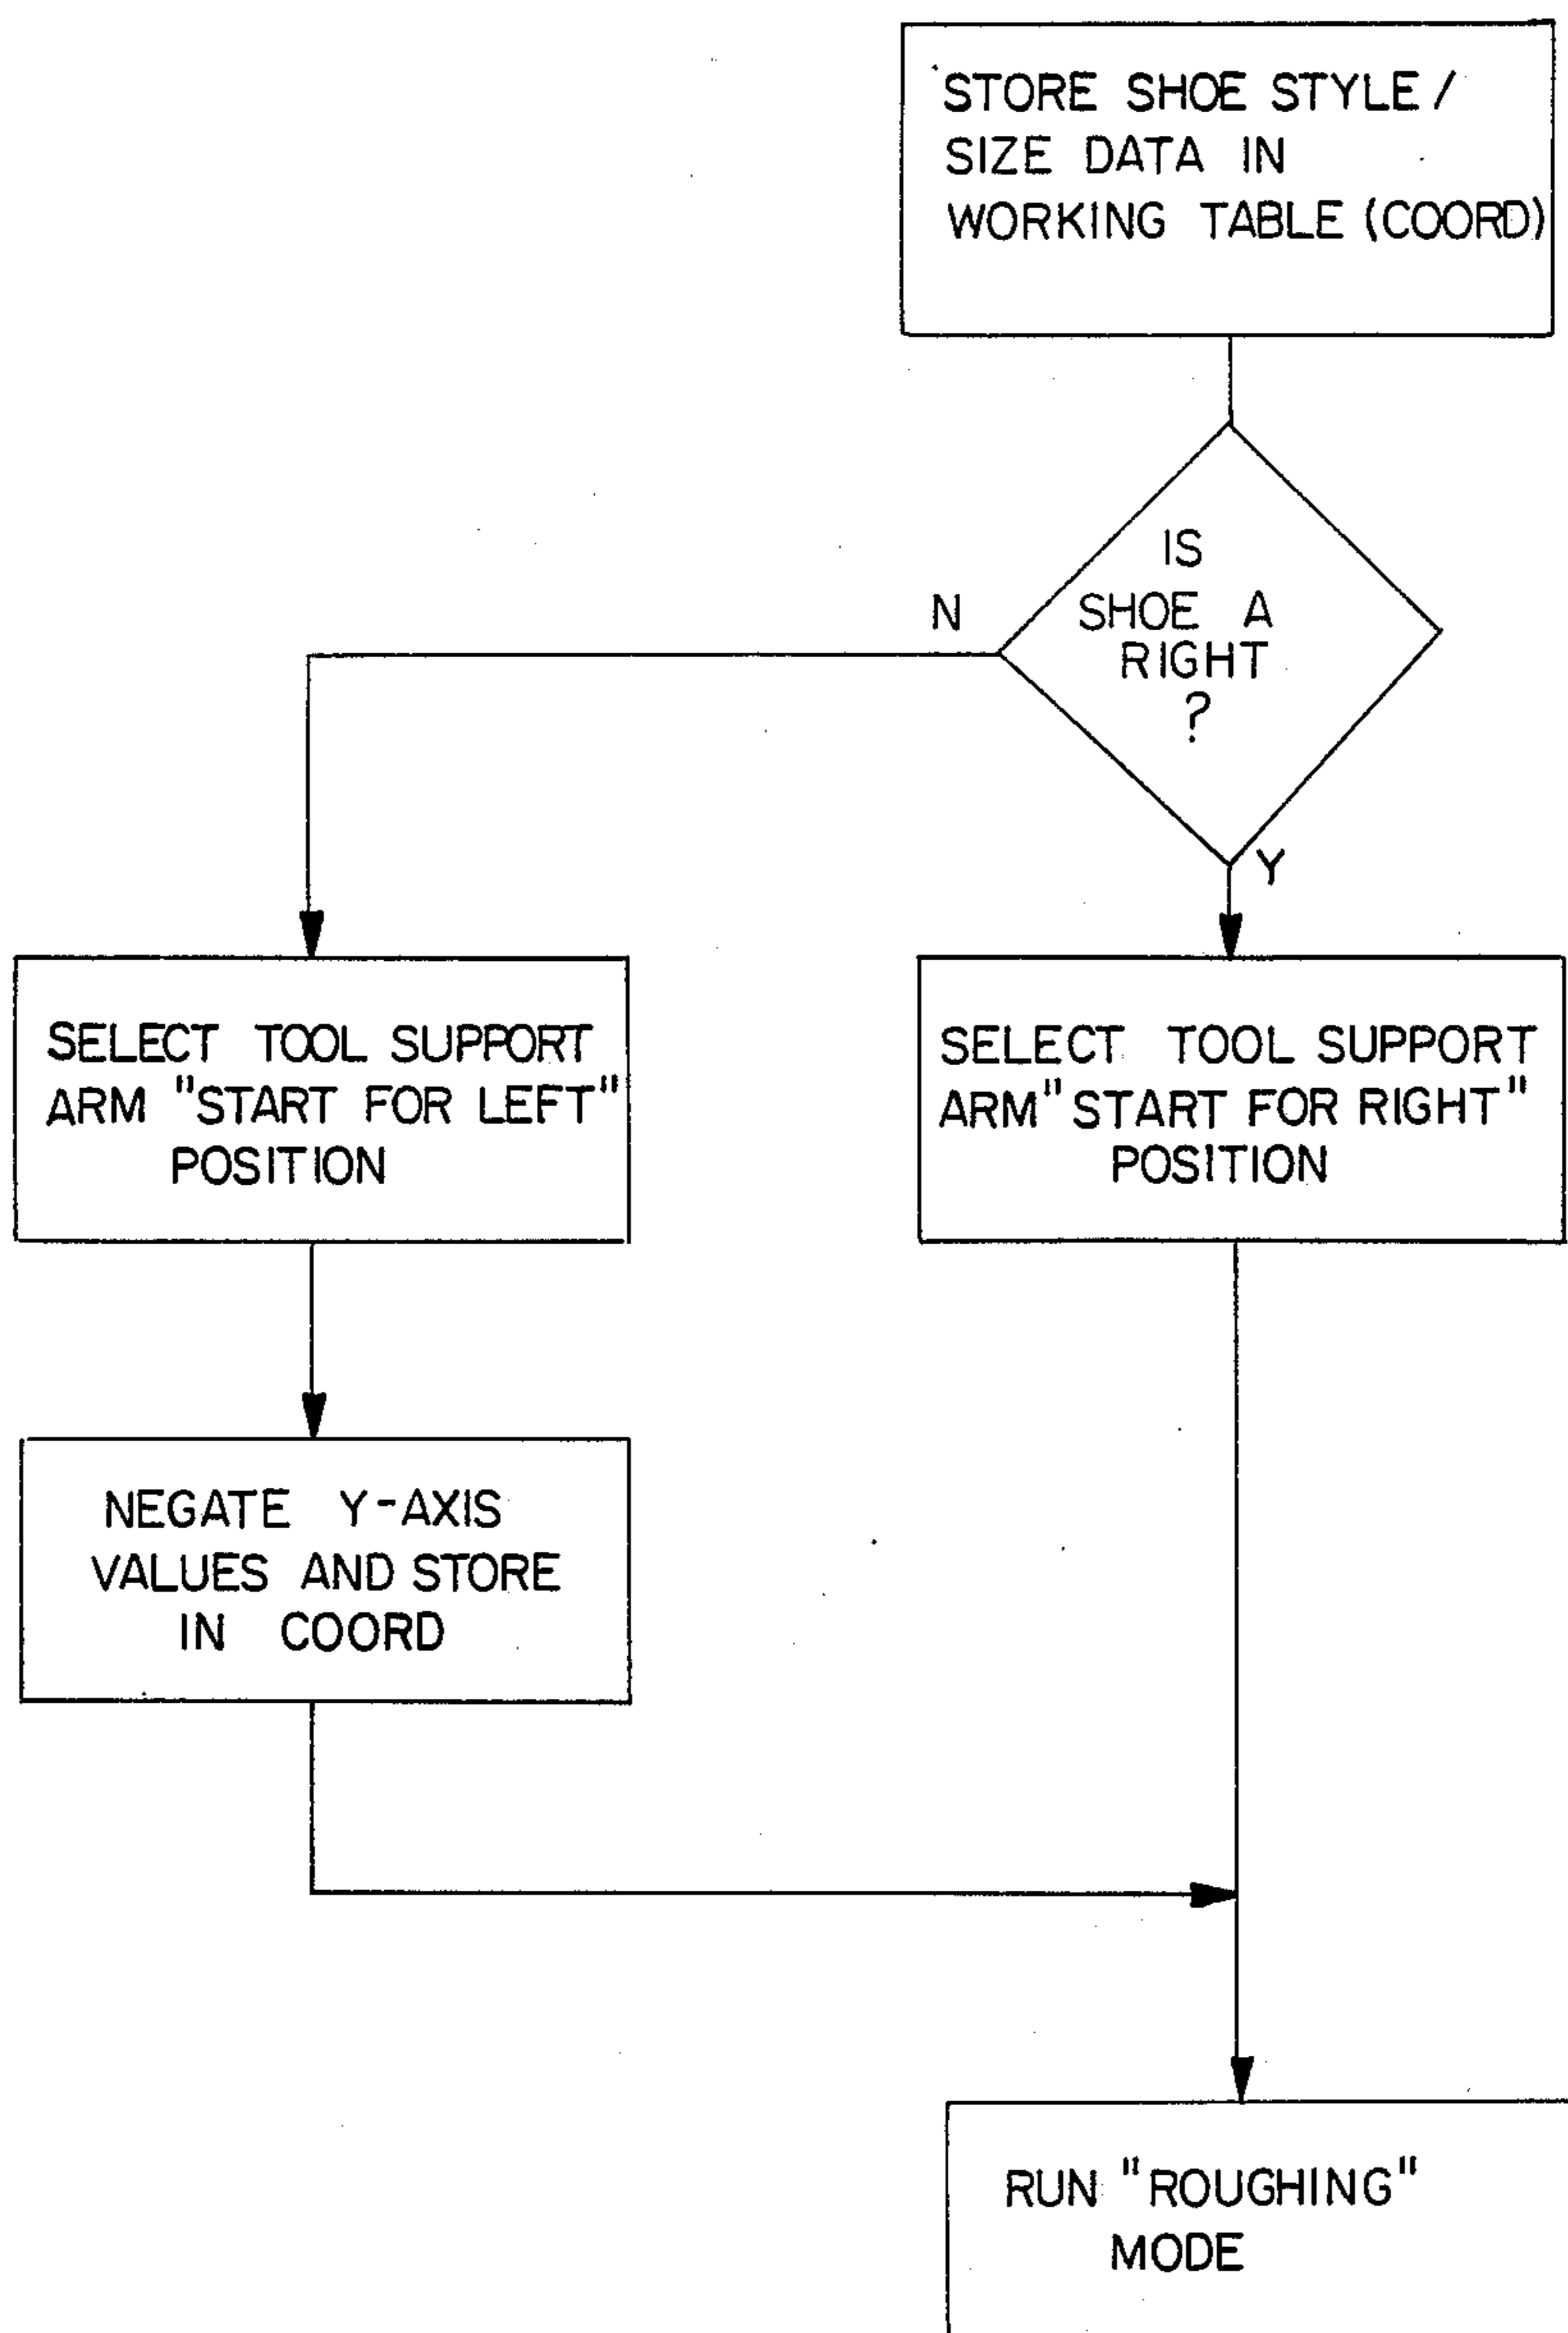 STORE SHOE STYLE /
SIZE DATA IN
WORKING TABLE (COORD)
IS
SHOE A
RIGHT
?
N
Y
SELECT TOOL SUPPORT
ARM "START FOR LEFT"
POSITION
SELECT TOOL SUPPORT
ARM "START FOR RIGHT"
POSITION
NEGATE Y-AXIS
VALUES AND STORE
IN COORD
RUN "ROUGHING"
MODE